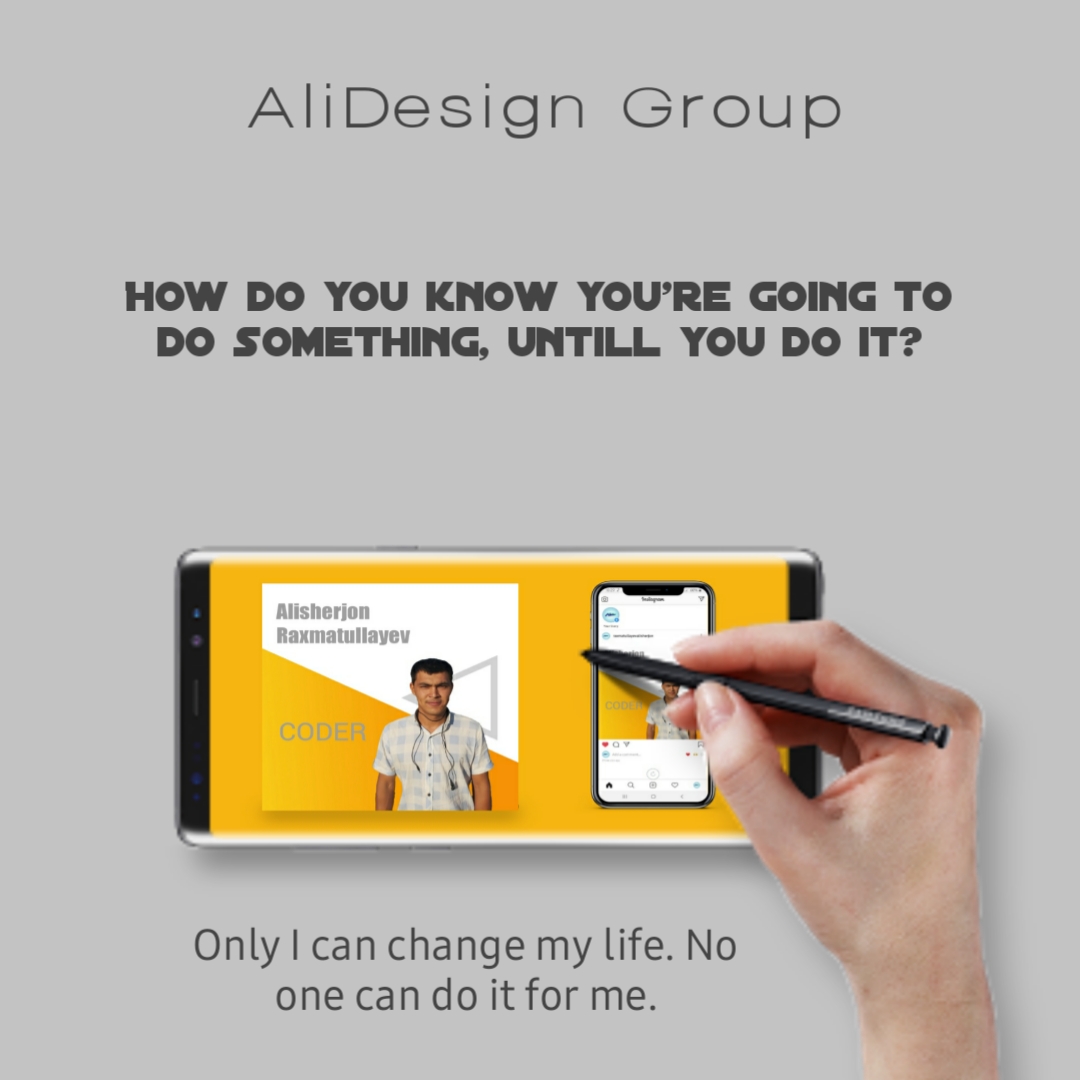 AliDesign Group
HOW DO YOU KNOW YOU'RE GOING TO
DO SOMETHING, UNTILL YOU DO IT?
Alisherjon
Raxmatullayev
CODER
Instagram
CODER
Only I can change my life. No
one can do it for me.